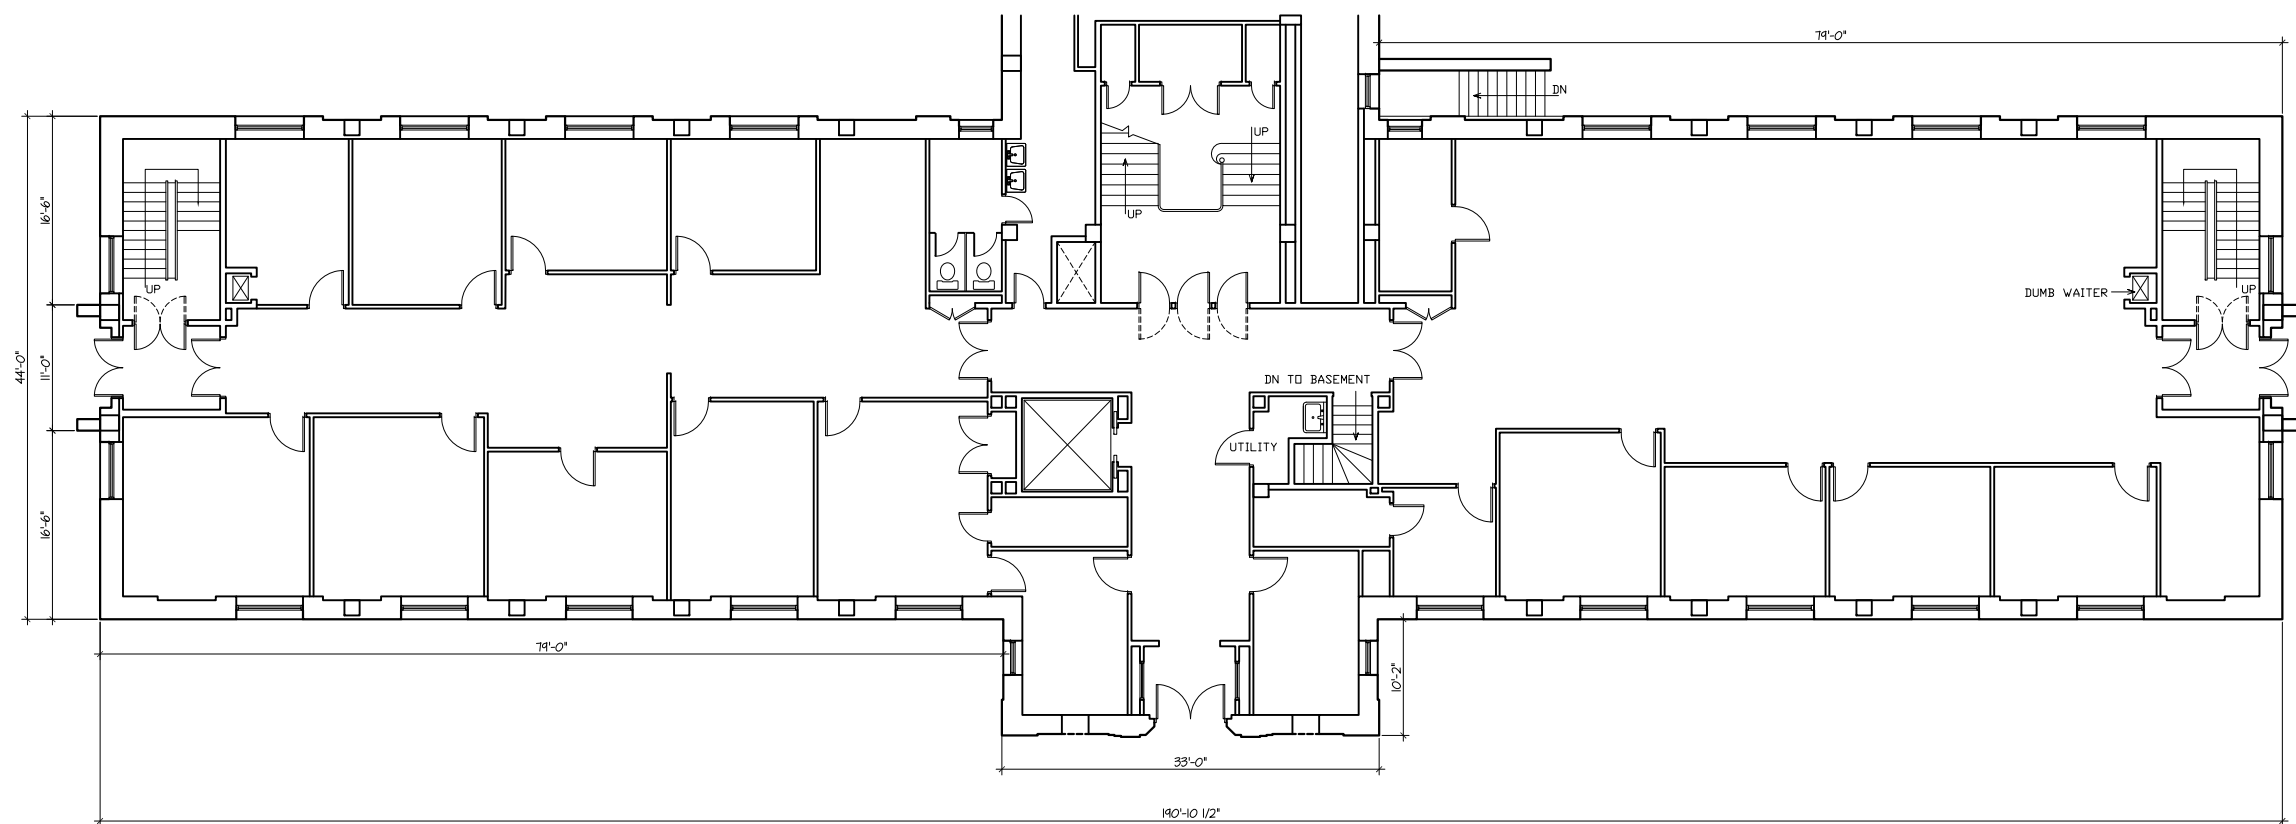 79'-0"
DN
UP
UP
16'-6"
UP
DUMB WAITER
UP
44'-0"
11'-0"
DN TO BASEMENT
UTILITY
16'-6"
79'-0"
10'-2"
33'-0"
190'-10 1/2"